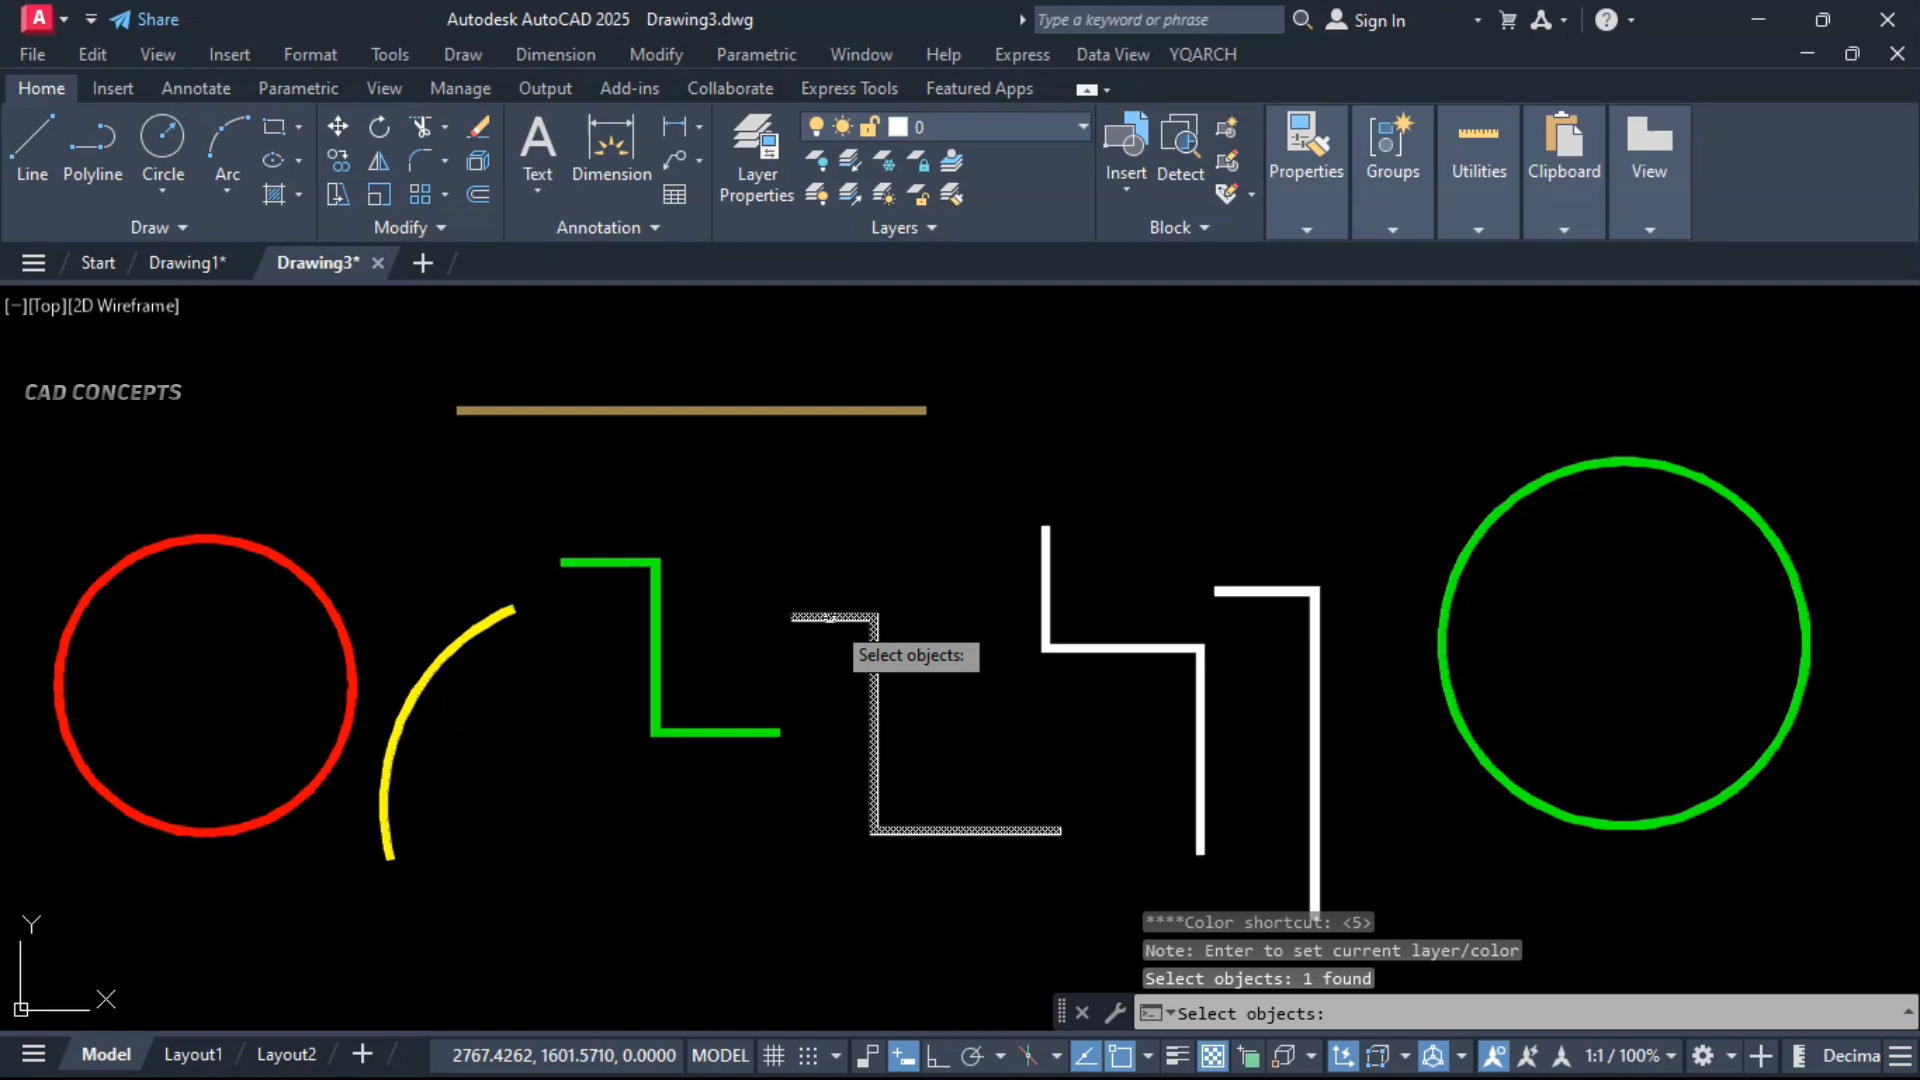 Share
Autodesk AutoCAD 2025 Drawing3.dwg
Type a keyword or phrase
Sign In
File Edit View Insert Format Tools Draw Dimension Modify Parametric Window Help Express Data View YQARCH
Home Insert Annotate Parametric View Manage Output Add-ins Collaborate Express Tools Featured Apps
0
Line Polyline Circle Arc
Text Dimension
Layer
Properties
Insert Detect
Properties Groups Utilities Clipboard View
Draw Modify Annotation Layers Block
Start Drawing1* Drawing3*
[−][Top][2D Wireframe]
CAD CONCEPTS
Select objects:
Y
X
****Color shortcut: <5>
Note: Enter to set current layer/color
Select objects: 1 found
Select objects:
Model Layout1 Layout2
2767.4262, 1601.5710, 0.0000 MODEL
1:1 / 100%
Decima